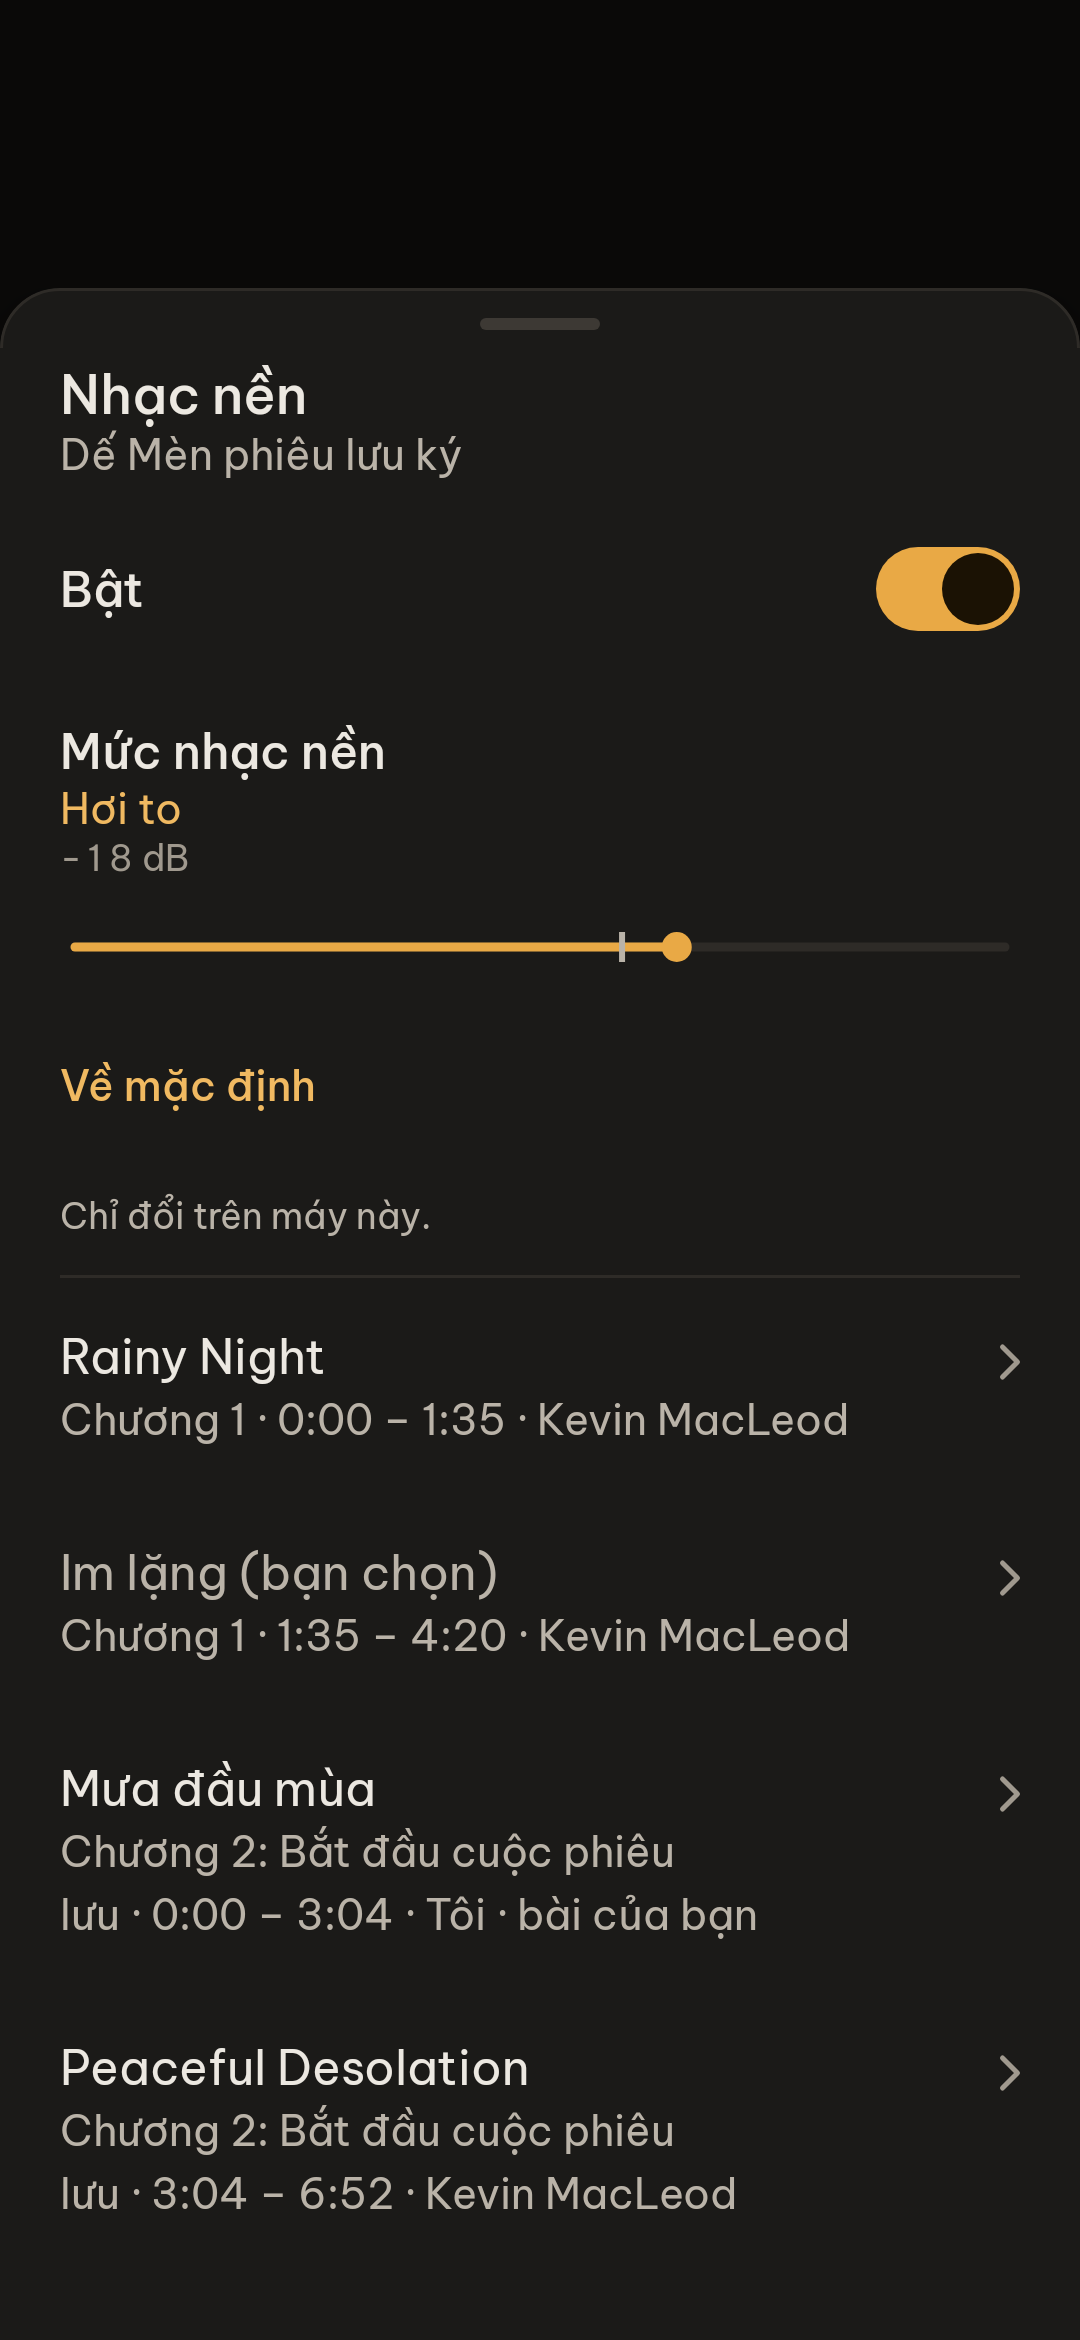 Nhạc nền
Dế Mèn phiêu lưu ký
Bật
Mức nhạc nền
Hơi to
−18 dB
Về mặc định
Chỉ đổi trên máy này.
Rainy Night
Chương 1 · 0:00 – 1:35 · Kevin MacLeod
Im lặng (bạn chọn)
Chương 1 · 1:35 – 4:20 · Kevin MacLeod
Mưa đầu mùa
Chương 2: Bắt đầu cuộc phiêu
lưu · 0:00 – 3:04 · Tôi · bài của bạn
Peaceful Desolation
Chương 2: Bắt đầu cuộc phiêu
lưu · 3:04 – 6:52 · Kevin MacLeod